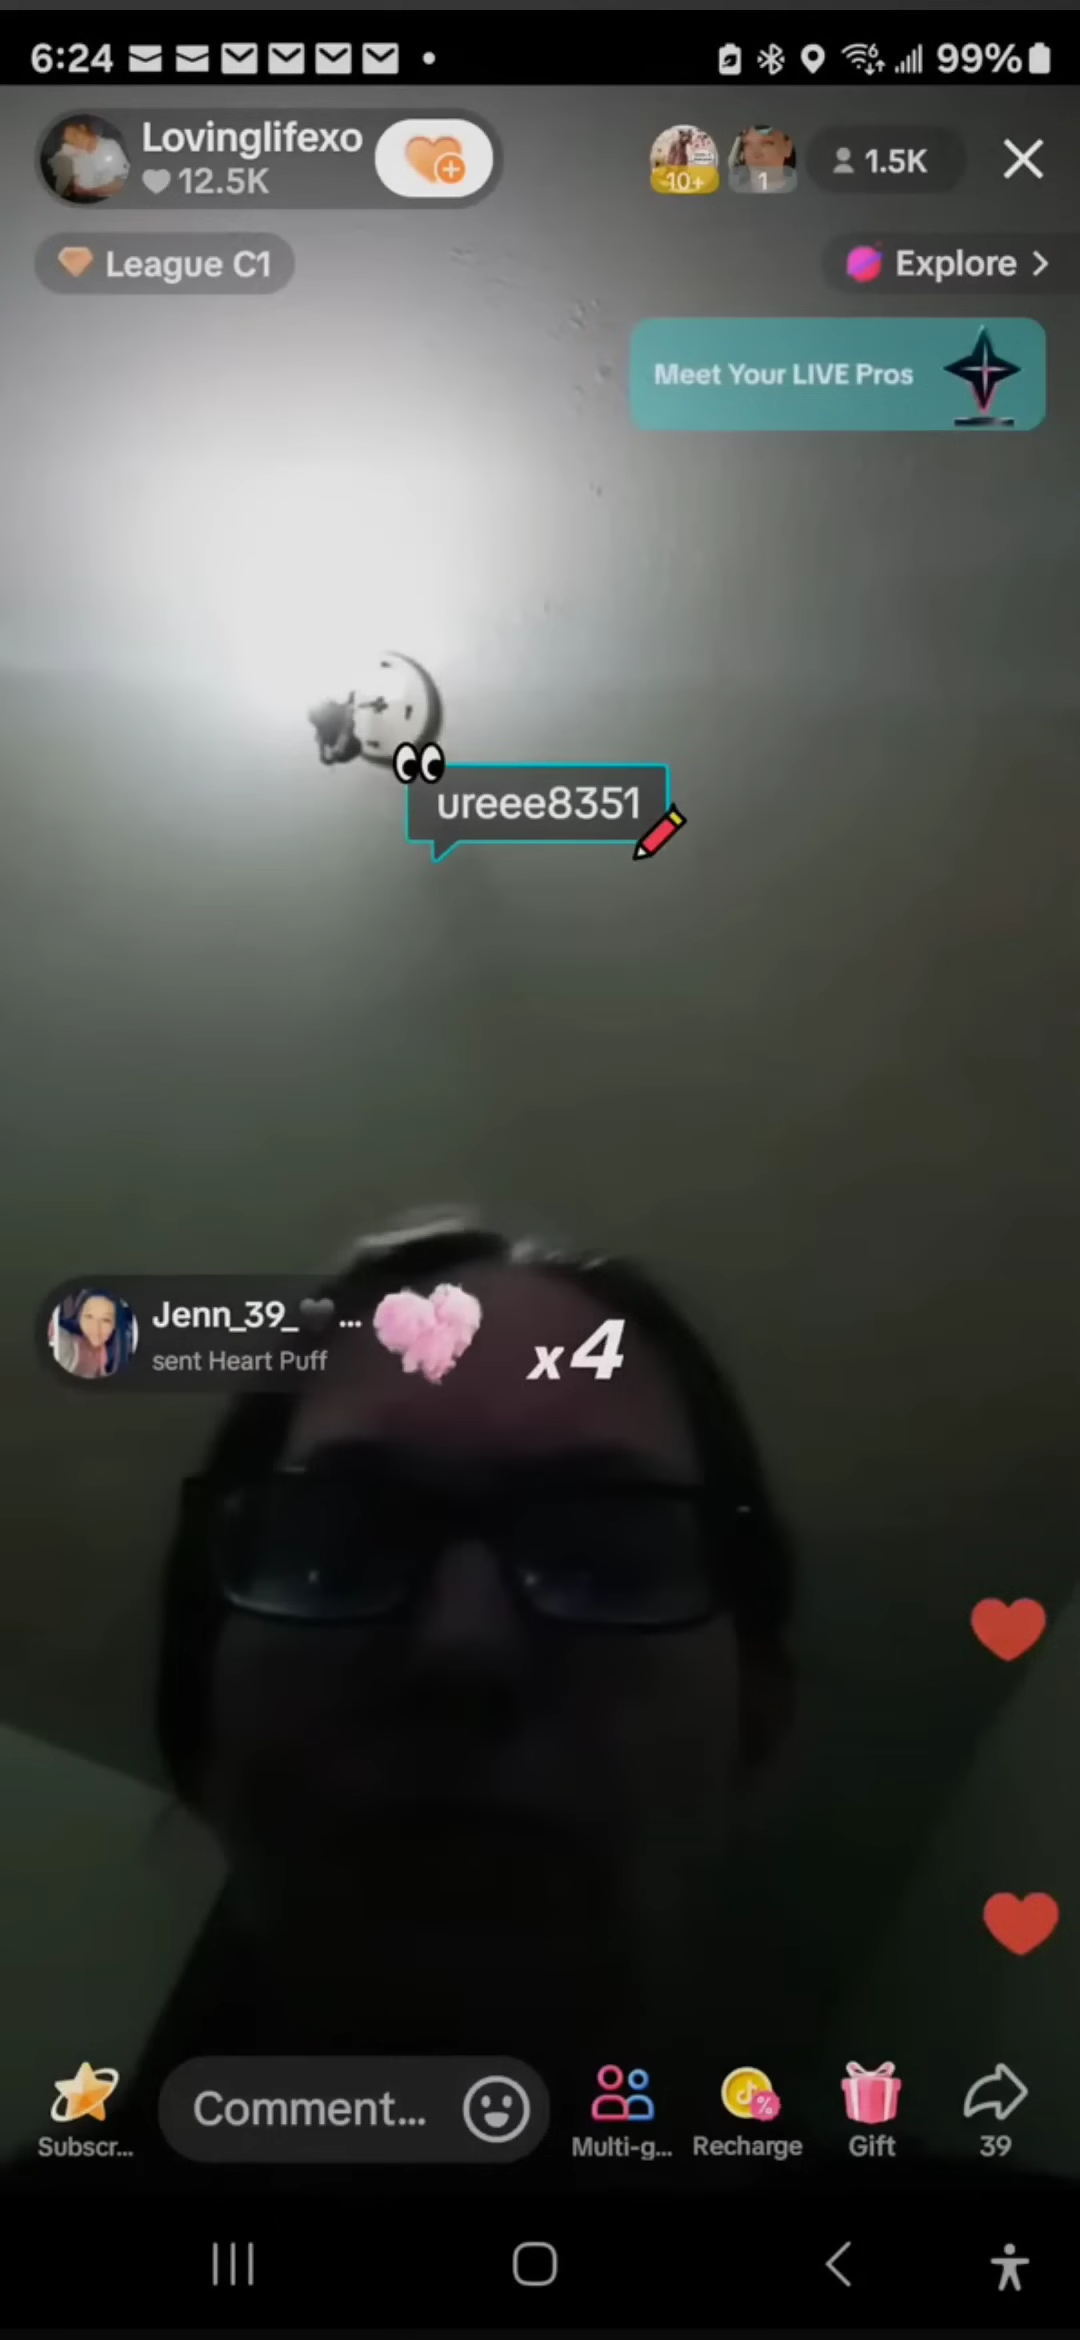 6:24
99%
Lovinglifexo
12.5K
10+
1
1.5K
League C1
Explore
Meet Your LIVE Pros
ureee8351
Jenn_39_🖤...
sent Heart Puff
x4
Subscr...
Comment...
Multi-g...
Recharge
Gift
39